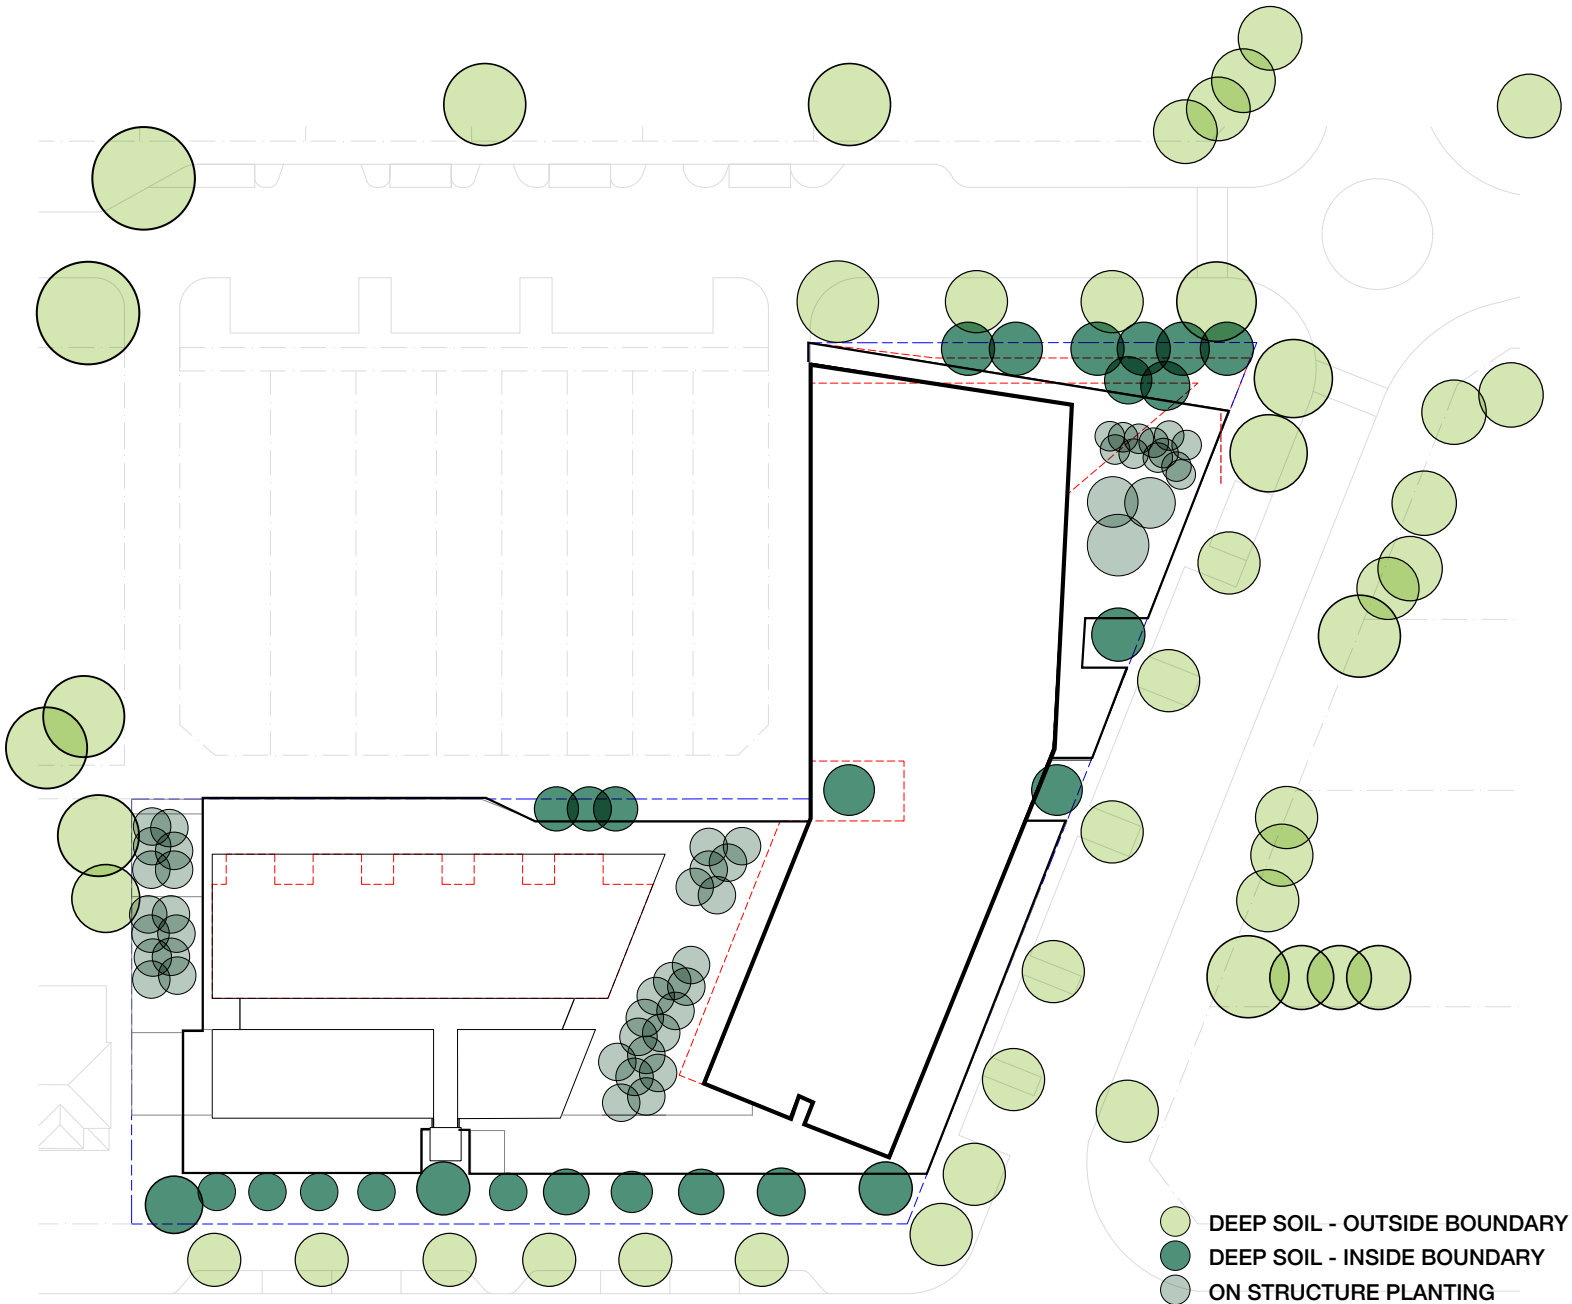 DEEP SOIL - OUTSIDE BOUNDARY
DEEP SOIL - INSIDE BOUNDARY
ON STRUCTURE PLANTING